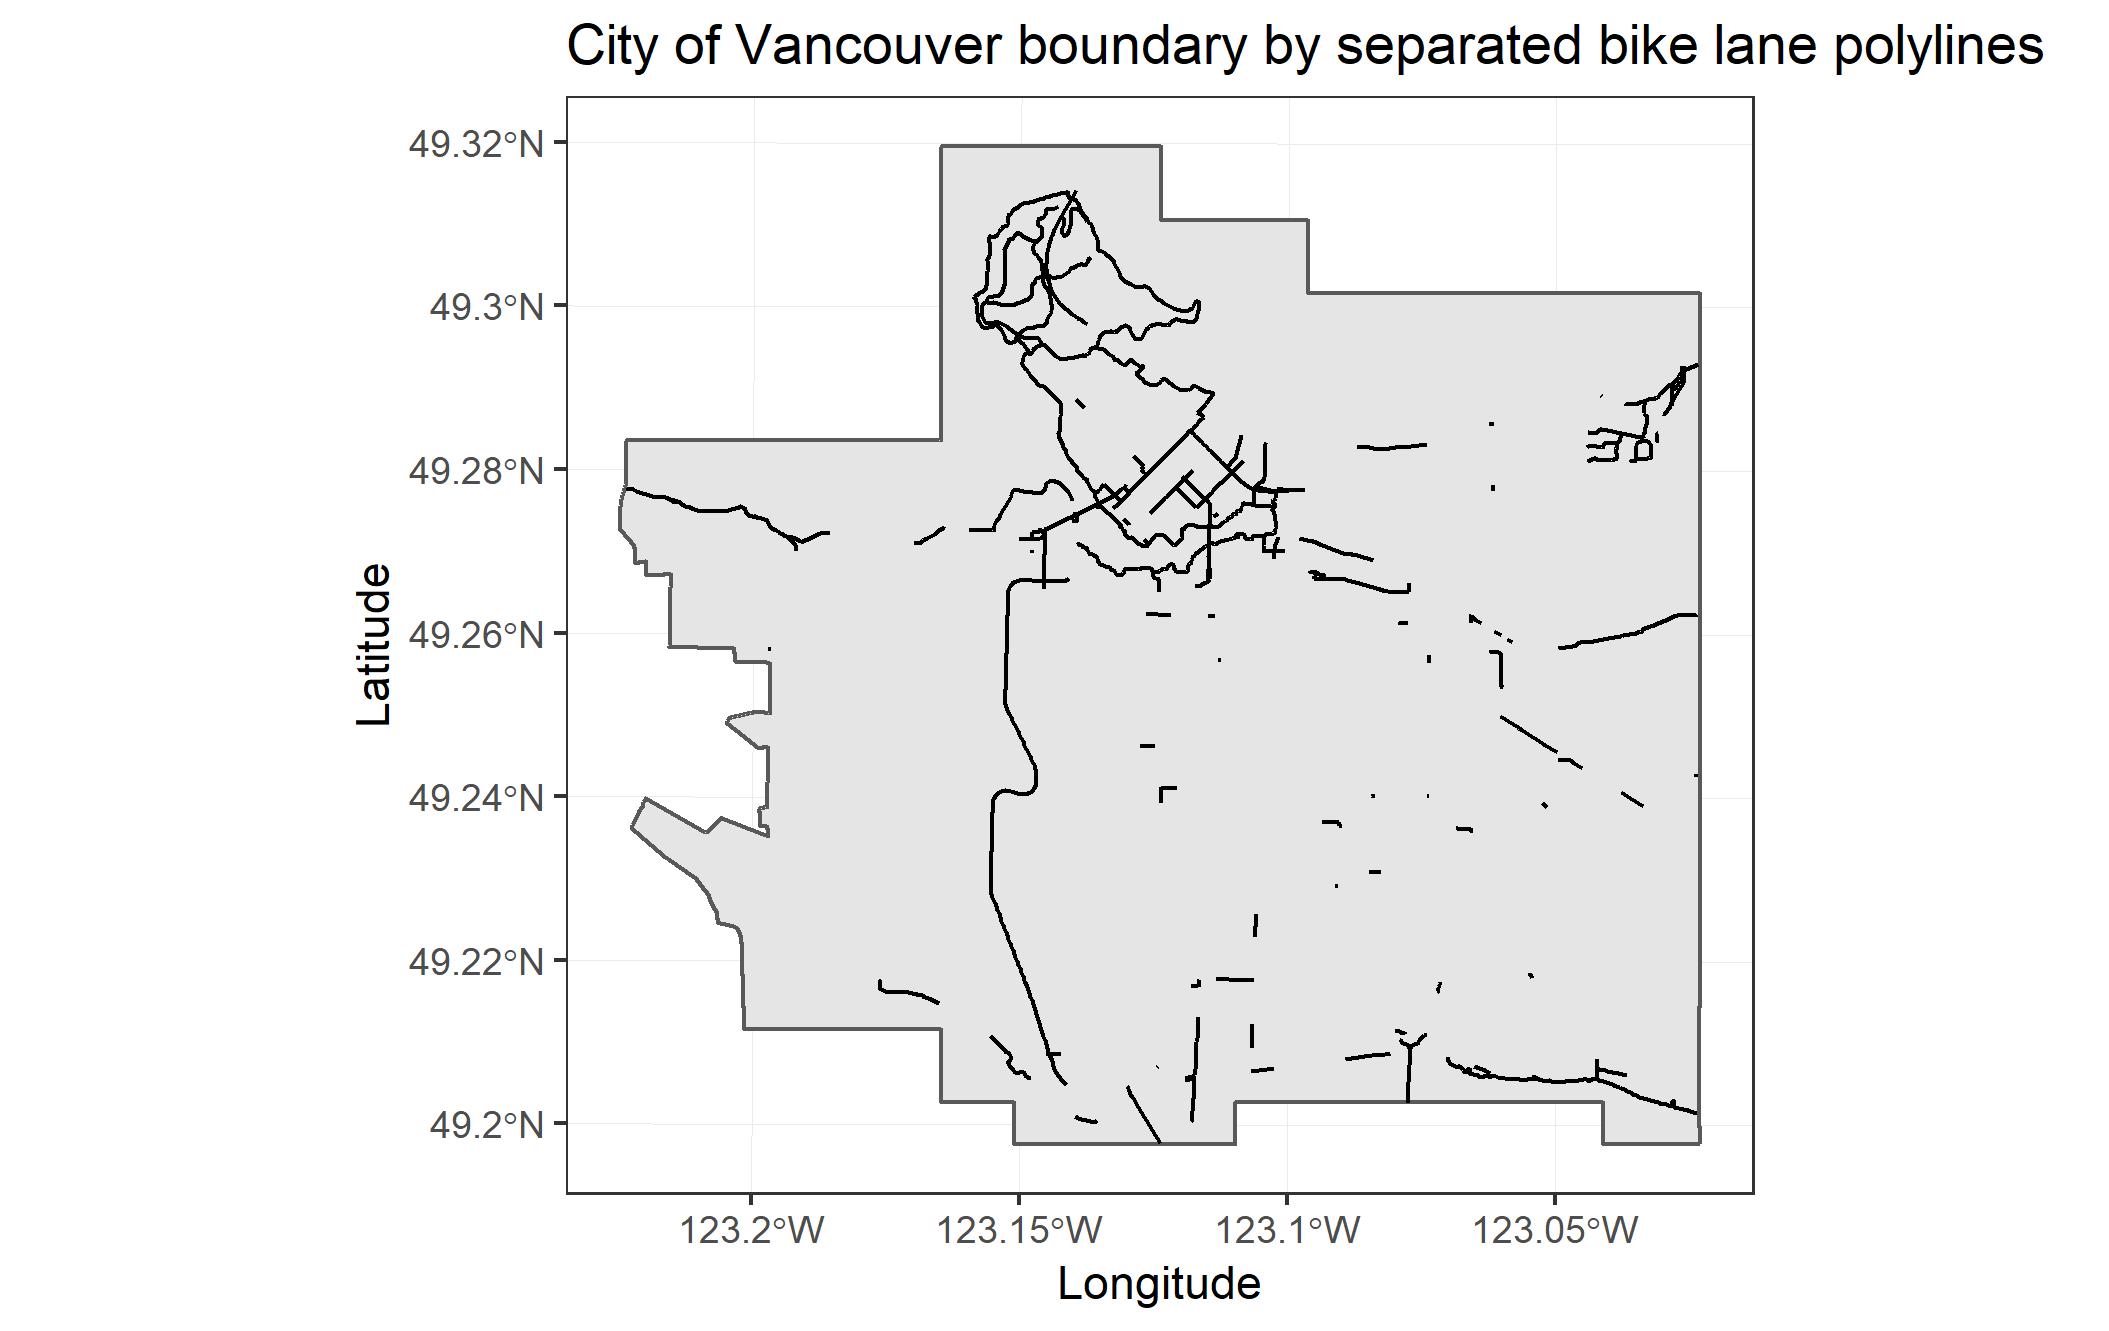 City of Vancouver boundary by separated bike lane polylines
49.32°N
49.3°N
49.28°N
49.26°N
49.24°N
49.22°N
49.2°N
Latitude
123.2°W 123.15°W 123.1°W 123.05°W
Longitude